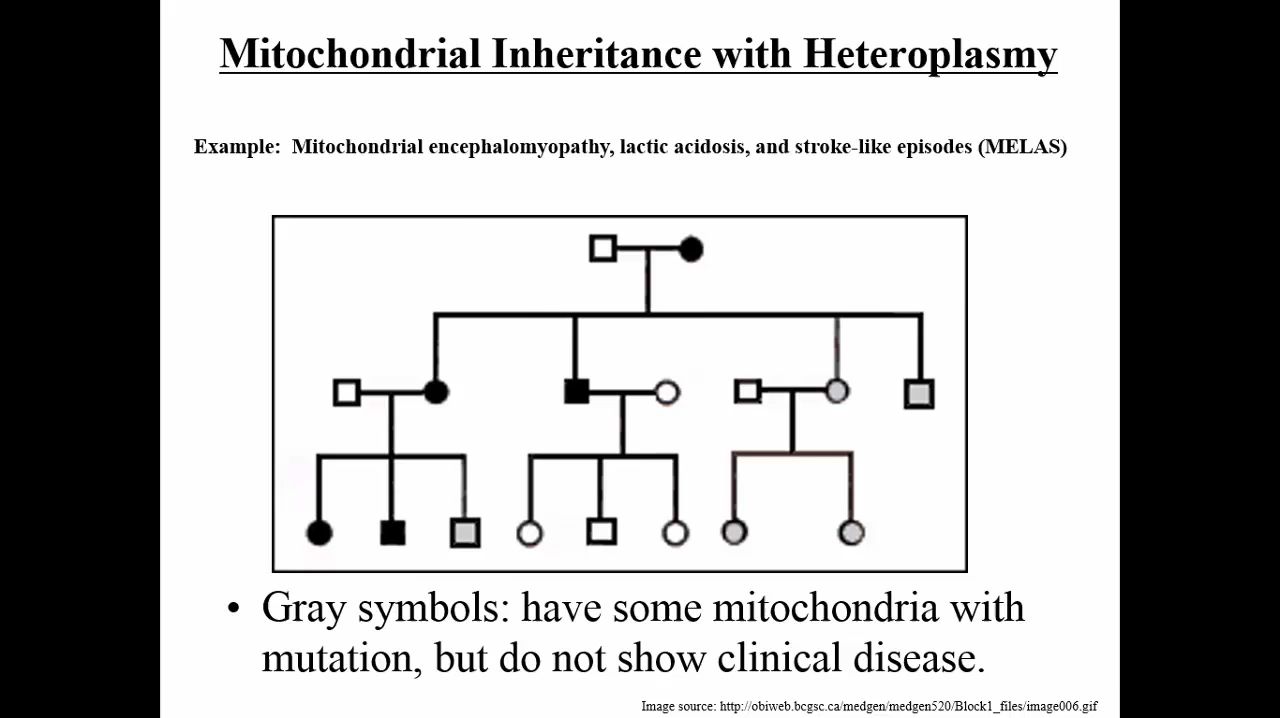 Mitochondrial Inheritance with Heteroplasmy
Example: Mitochondrial encephalomyopathy, lactic acidosis, and stroke-like episodes (MELAS)
• Gray symbols: have some mitochondria with
mutation, but do not show clinical disease.
Image source: http://obiweb.bcgsc.ca/medgen/medgen520/Block1_files/image006.gif